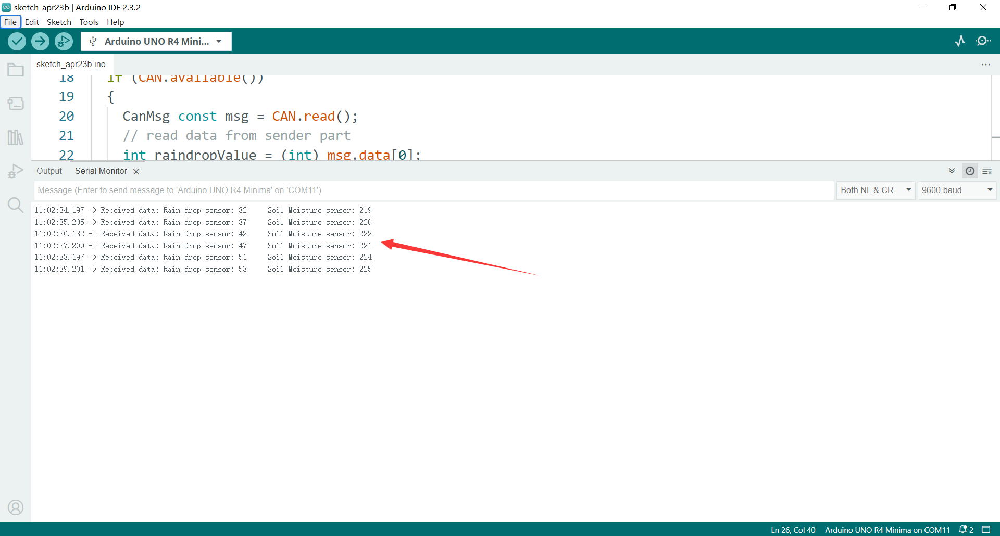 sketch_apr23b | Arduino IDE 2.3.2
File Edit Sketch Tools Help
Arduino UNO R4 Mini...
sketch_apr23b.ino
18 if (CAN.available())
19 {
20 CanMsg const msg = CAN.read();
21 // read data from sender part
22 int raindropValue = (int) msg.data[0];
Output Serial Monitor
Message (Enter to send message to 'Arduino UNO R4 Minima' on 'COM11') Both NL & CR 9600 baud
11:02:34.197 -> Received data: Rain drop sensor: 32 Soil Moisture sensor: 219
11:02:35.205 -> Received data: Rain drop sensor: 37 Soil Moisture sensor: 220
11:02:36.182 -> Received data: Rain drop sensor: 42 Soil Moisture sensor: 222
11:02:37.209 -> Received data: Rain drop sensor: 47 Soil Moisture sensor: 221
11:02:38.197 -> Received data: Rain drop sensor: 51 Soil Moisture sensor: 224
11:02:39.201 -> Received data: Rain drop sensor: 53 Soil Moisture sensor: 225
Ln 26, Col 40 Arduino UNO R4 Minima on COM11 2